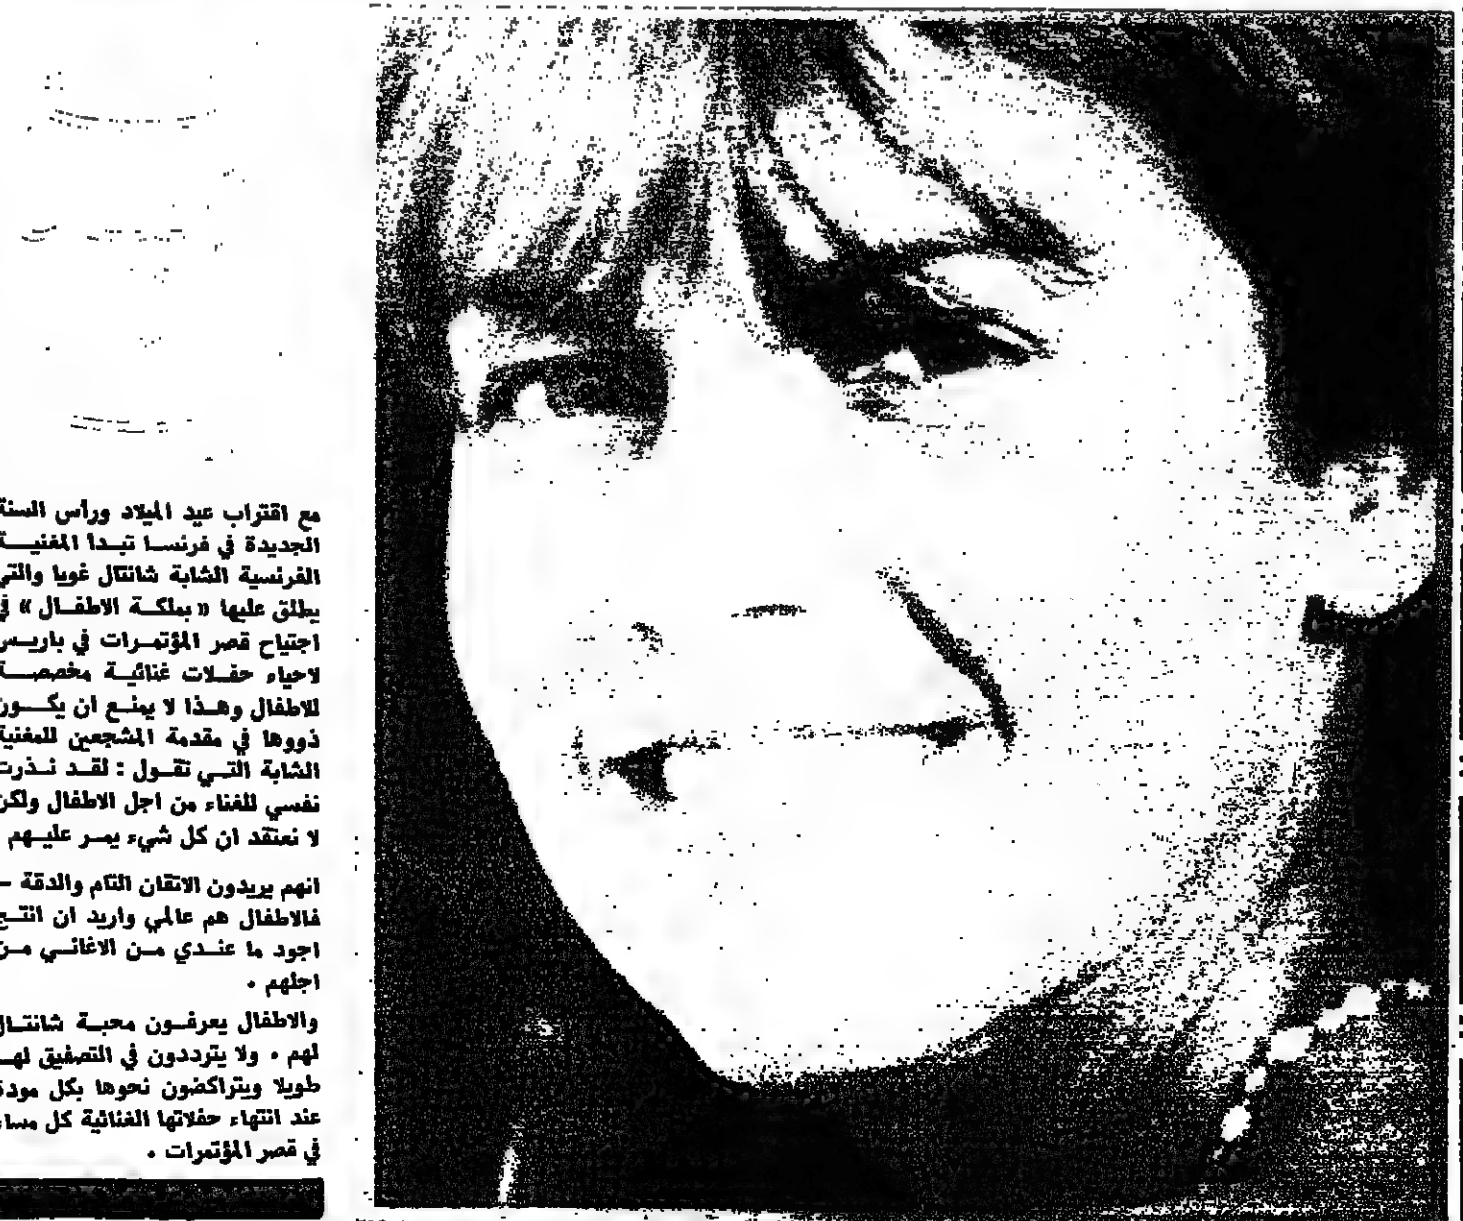 مع اقتراب عيد الميلاد ورأس السنة
الجديدة في فرنسا تبدأ المغنية
الفرنسية الشابة شانتال غويا والتي
يطلق عليها « بملكة الاطفال » في
اجتياح قصر المؤتمرات في باريس
لاحياء حفلات غنائية مخصصة
للاطفال وهذا لا يمنع ان يكون
ذووها في مقدمة المشجعين للمغنية
الشابة التي تقول : لقد نذرت
نفسي للغناء من اجل الاطفال ولكن
لا نعتقد ان كل شيء يمر عليهم
انهم يريدون الاتقان التام والدقة –
فالاطفال هم عالمي واريد ان انتج
اجود ما عندي من الاغاني من
اجلهم .
والاطفال يعرفون محبة شانتال
لهم . ولا يترددون في التصفيق لهـ
طويلا ويتراكضون نحوها بكل مودة
عند انتهاء حفلاتها الغنائية كل مساء
في قصر المؤتمرات .